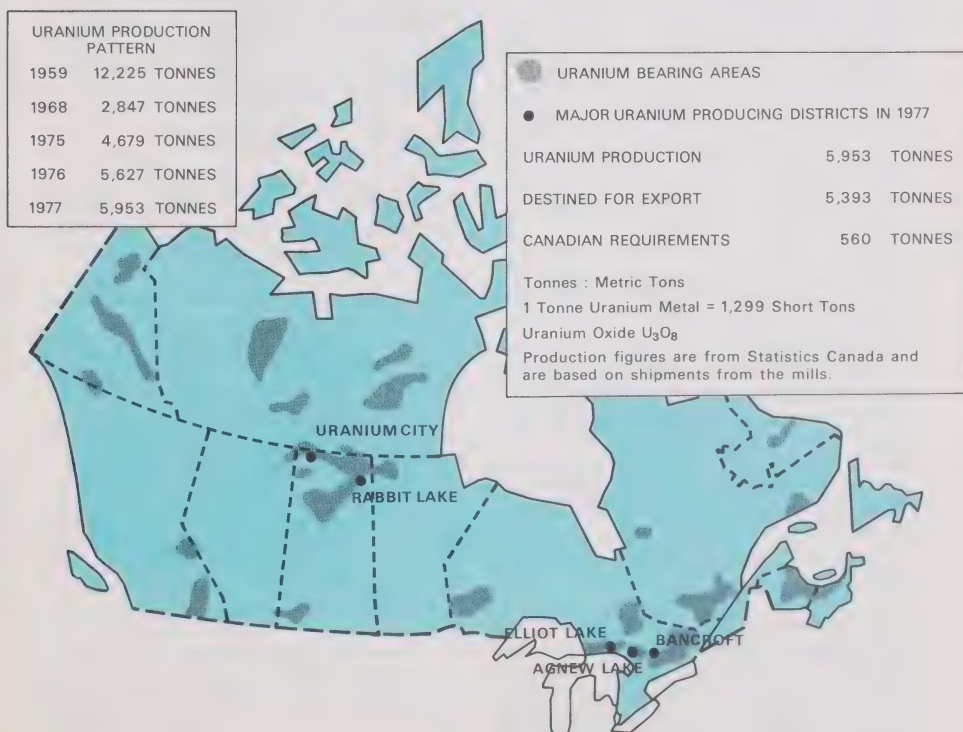 URANIUM PRODUCTION
PATTERN
1959 12,225 TONNES
1968 2,847 TONNES
1975 4,679 TONNES
1976 5,627 TONNES
1977 5,953 TONNES
URANIUM BEARING AREAS
MAJOR URANIUM PRODUCING DISTRICTS IN 1977
URANIUM PRODUCTION 5,953 TONNES
DESTINED FOR EXPORT 5,393 TONNES
CANADIAN REQUIREMENTS 560 TONNES
Tonnes : Metric Tons
1 Tonne Uranium Metal = 1,299 Short Tons
Uranium Oxide U₃O₈
Production figures are from Statistics Canada and
are based on shipments from the mills.
URANIUM CITY
RABBIT LAKE
ELLIOT LAKE
BANCROFT
AGNEW LAKE